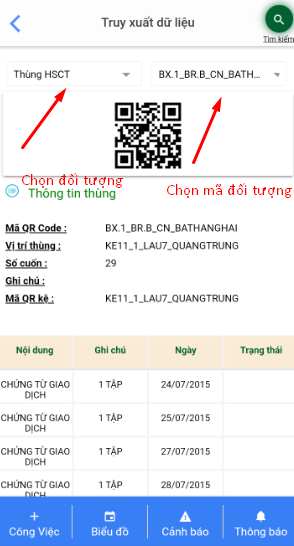 Truy xuất dữ liệu
Tìm kiếm
Thùng HSCT
BX.1_BR.B_CN_BATH...
Chọn đối tượng
Chọn mã đối tượng
Thông tin thùng
Mã QR Code :
BX.1_BR.B_CN_BATHANGHAI
Vị trí thùng :
KE11_1_LAU7_QUANGTRUNG
Số cuốn :
29
Ghi chú :
Mã QR kệ :
KE11_1_LAU7_QUANGTRUNG
Nội dung Ghi chú Ngày Trạng thái
CHỨNG TỪ GIAO DỊCH 1 TẬP 24/07/2015
CHỨNG TỪ GIAO DỊCH 1 TẬP 25/07/2015
CHỨNG TỪ GIAO DỊCH 1 TẬP 27/07/2015
CHỨNG TỪ GIAO 1 TẬP 28/07/2015
Công Việc Biểu đồ Cảnh báo Thông báo